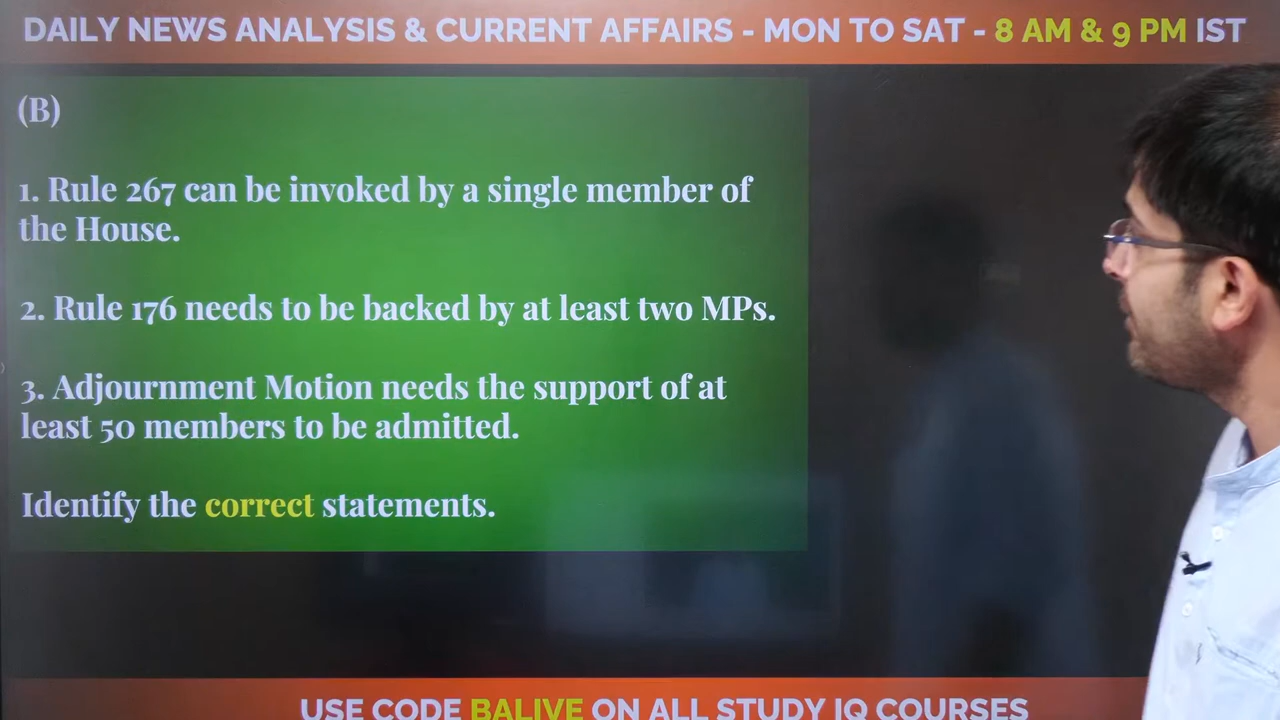 DAILY NEWS ANALYSIS & CURRENT AFFAIRS - MON TO SAT - 8 AM & 9 PM IST
(B)
1. Rule 267 can be invoked by a single member of
the House.
2. Rule 176 needs to be backed by at least two MPs.
3. Adjournment Motion needs the support of at
least 50 members to be admitted.
Identify the correct statements.
USE CODE BALIVE ON ALL STUDY IQ COURSES